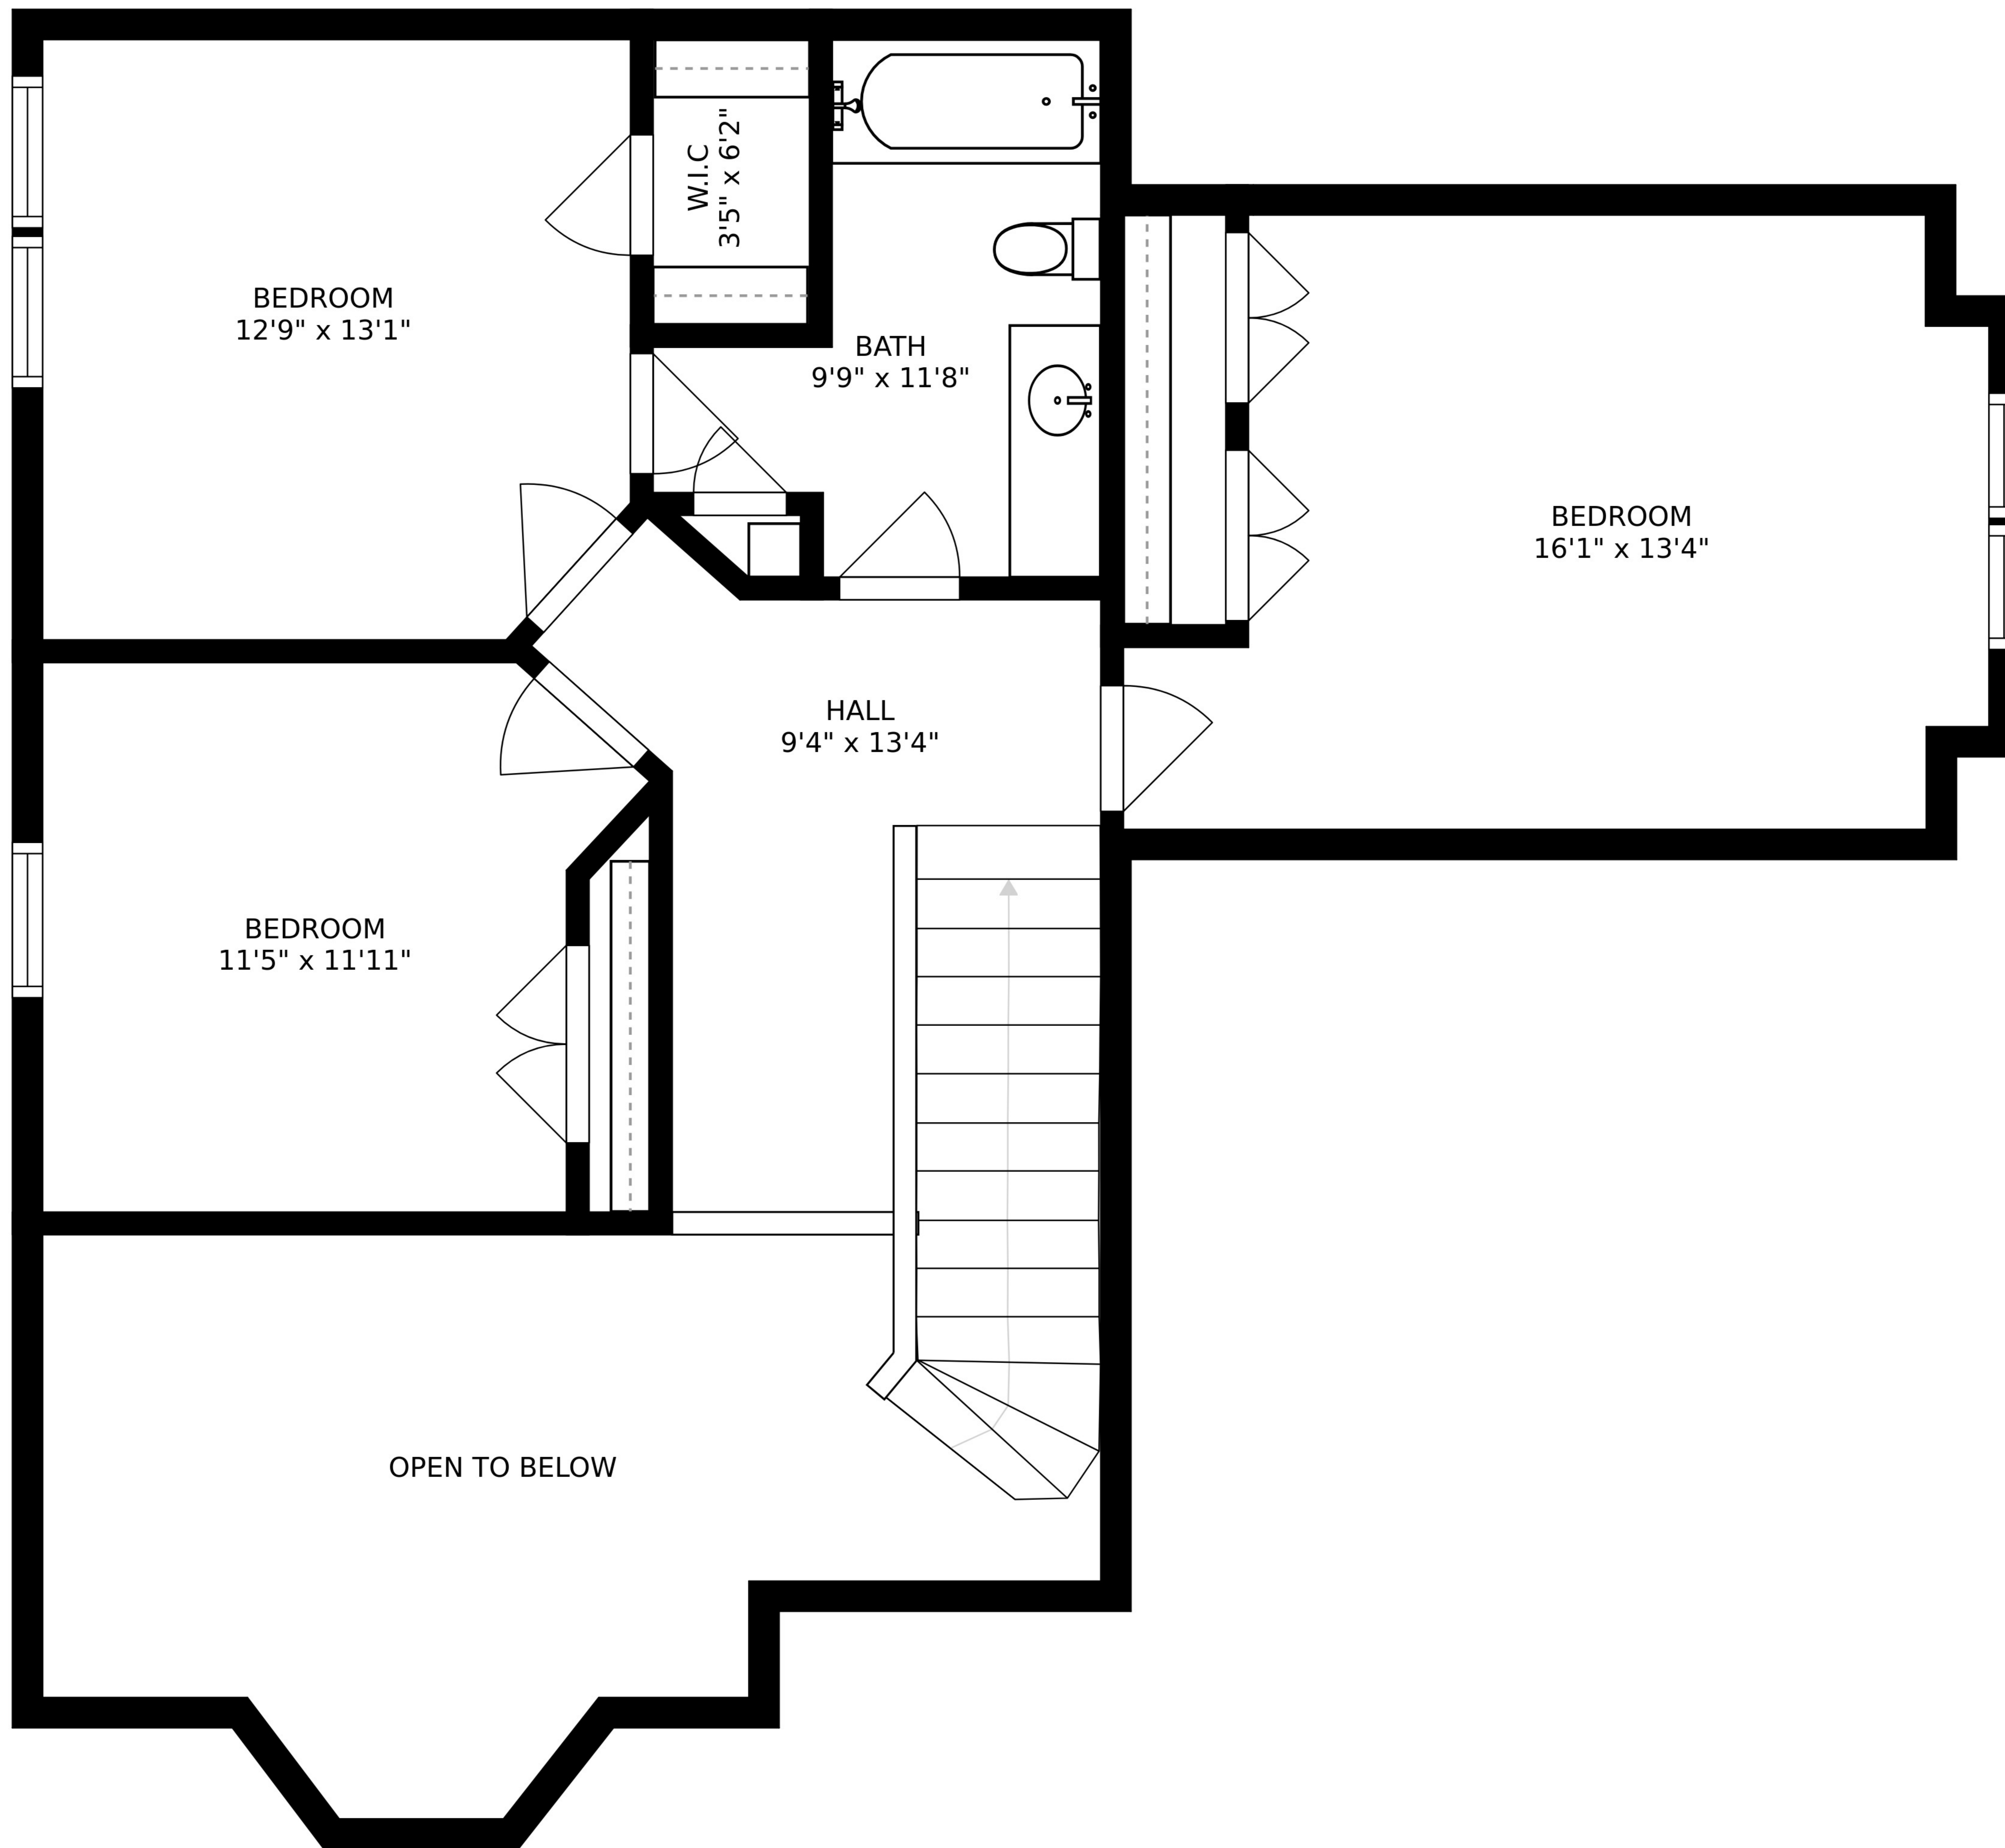 W.I.C
3'5" x 6'2"
BEDROOM
12'9" x 13'1"
BATH
9'9" x 11'8"
BEDROOM
16'1" x 13'4"
HALL
9'4" x 13'4"
BEDROOM
11'5" x 11'11"
OPEN TO BELOW